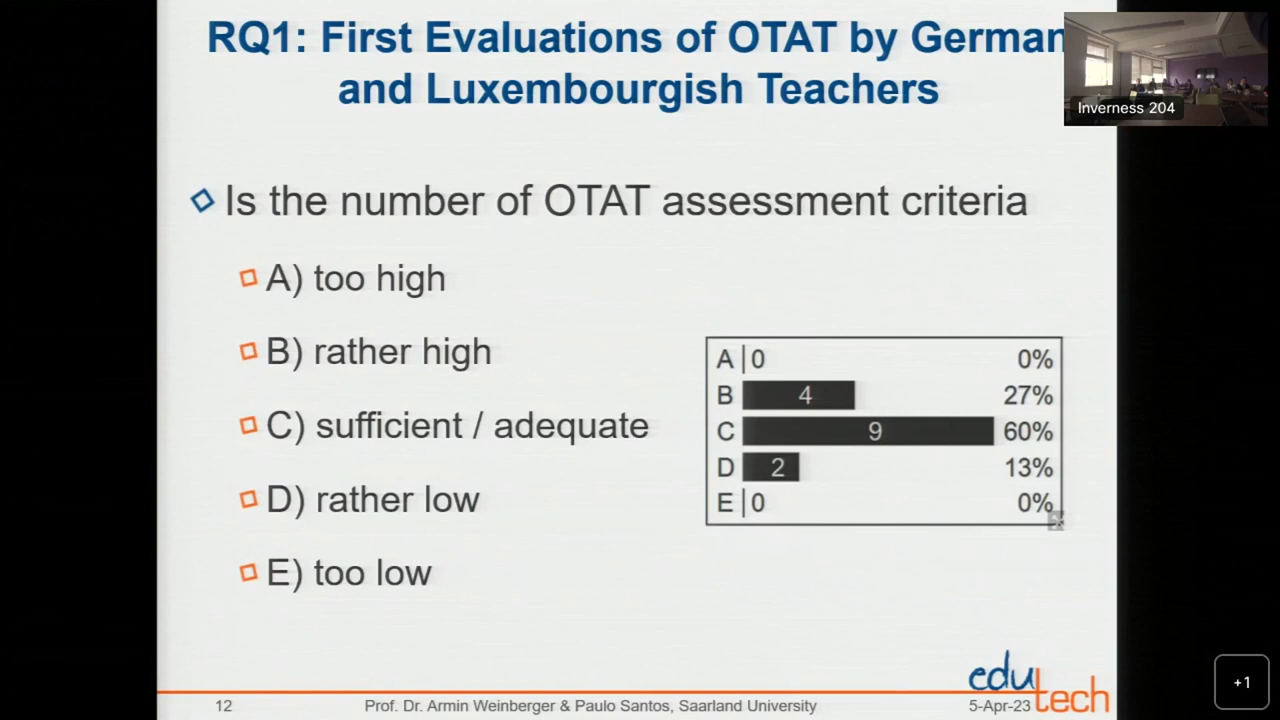 RQ1: First Evaluations of OTAT by German
and Luxembourgish Teachers
Inverness 204
Is the number of OTAT assessment criteria
A) too high
B) rather high
C) sufficient / adequate
D) rather low
E) too low
A 0 0%
B 4 27%
C 9 60%
D 2 13%
E 0 0%
edutech
12 Prof. Dr. Armin Weinberger & Paulo Santos, Saarland University 5-Apr-23
+1